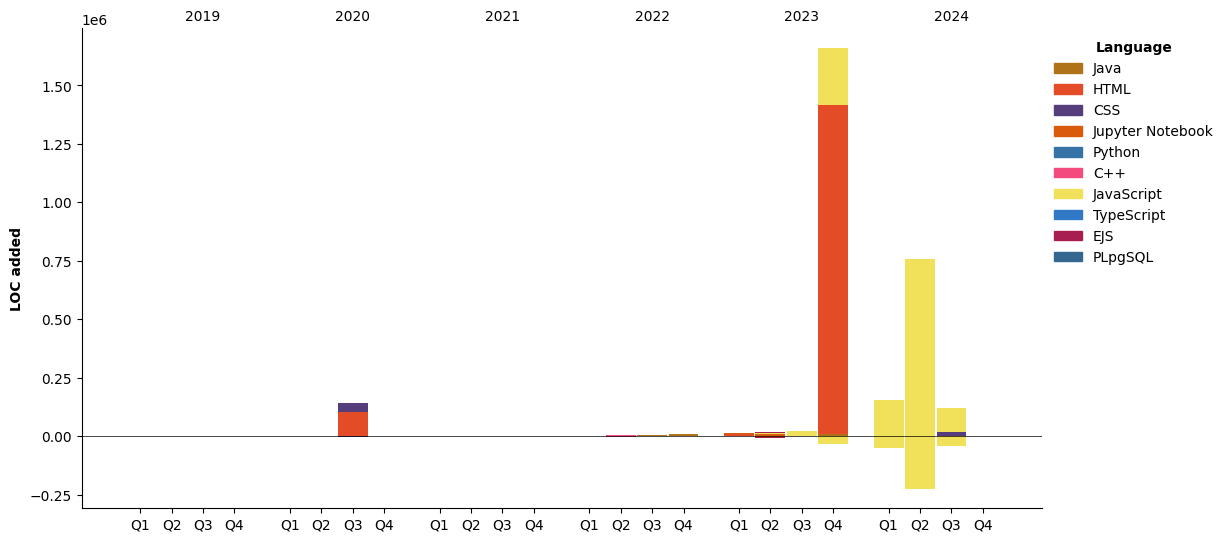 1e6
2019 2020 2021 2022 2023 2024
Language
Java
HTML
CSS
Jupyter Notebook
Python
C++
JavaScript
TypeScript
EJS
PLpgSQL
LOC added
1.50
1.25
1.00
0.75
0.50
0.25
0.00
−0.25
Q1 Q2 Q3 Q4 Q1 Q2 Q3 Q4 Q1 Q2 Q3 Q4 Q1 Q2 Q3 Q4 Q1 Q2 Q3 Q4 Q1 Q2 Q3 Q4